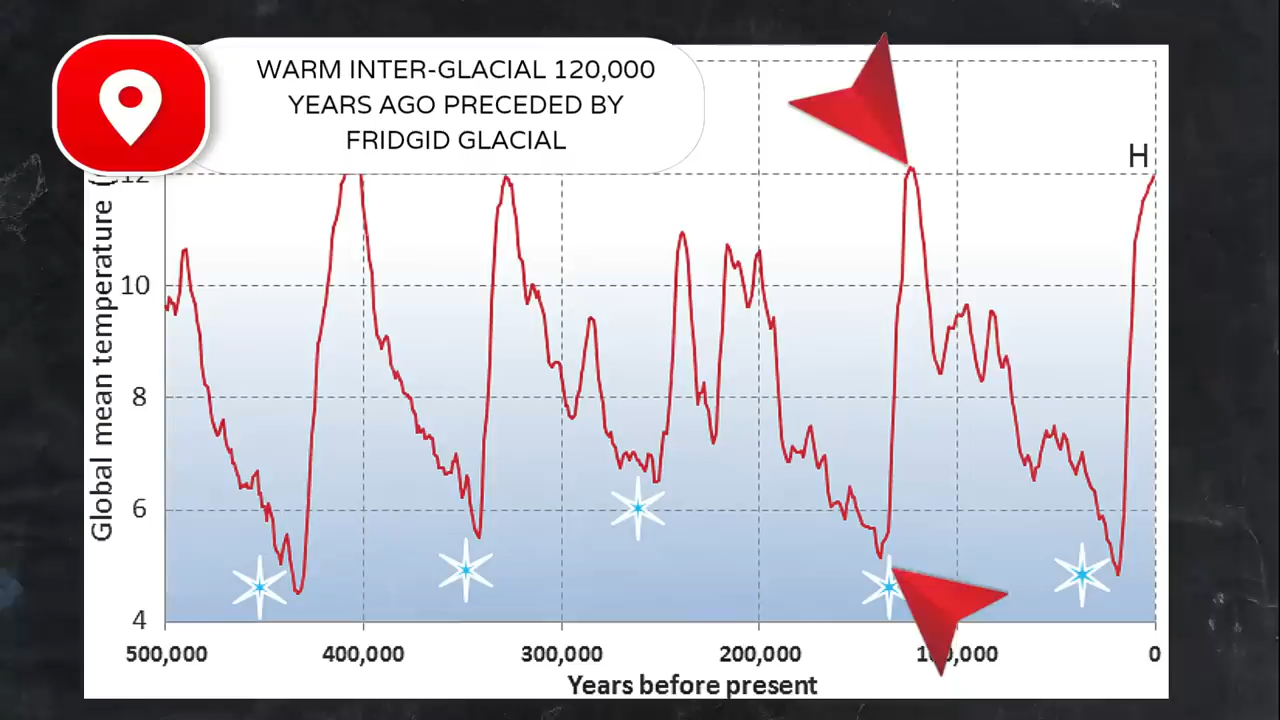 WARM INTER-GLACIAL 120,000
YEARS AGO PRECEDED BY
FRIDGID GLACIAL
H
12
10
8
6
4
Global mean temperature (
500,000
400,000
300,000
200,000
0
Years before present